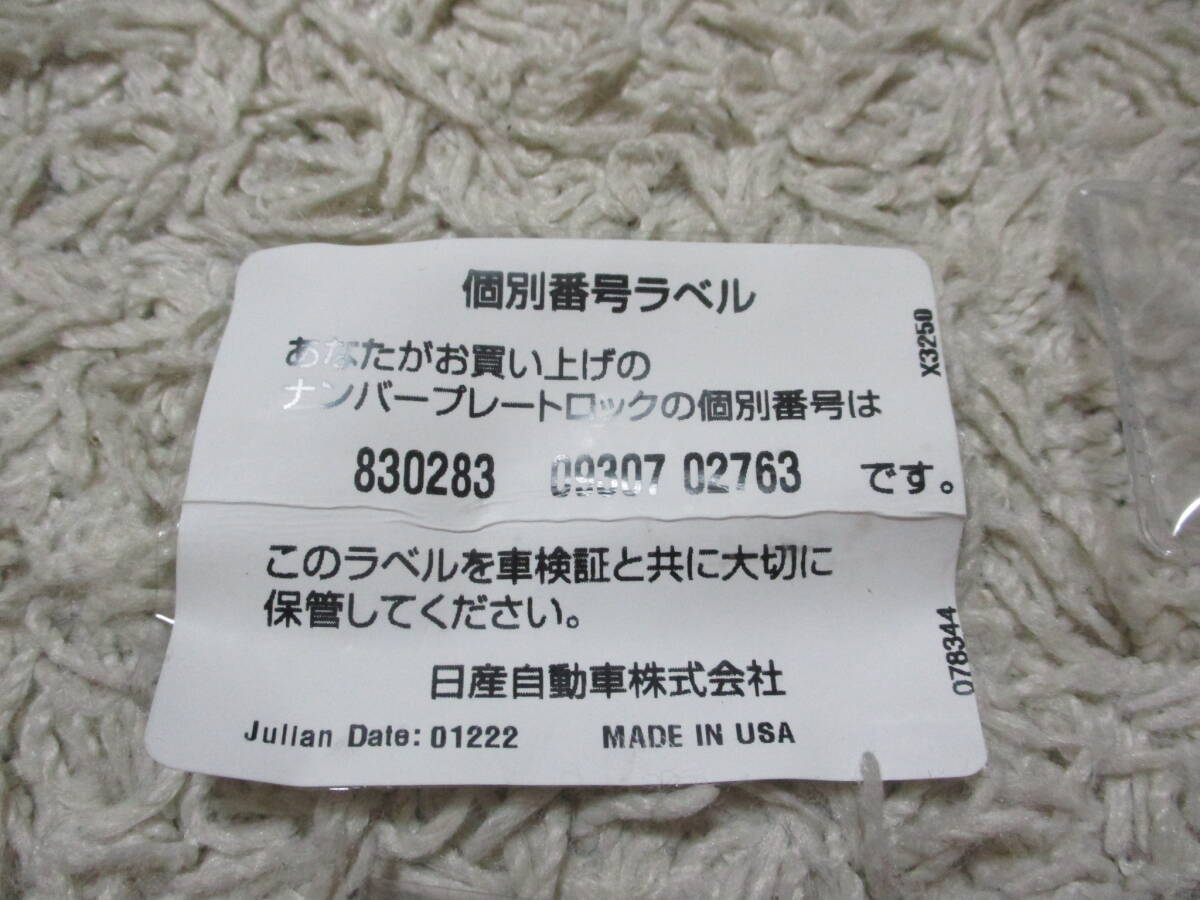 個別番号ラベル
あなたがお買い上げの
ナンバープレートロックの個別番号は
830283 09307 02763 です。
このラベルを車検証と共に大切に
保管してください。
日産自動車株式会社
Julian Date: 01222 MADE IN USA
X3250
078344